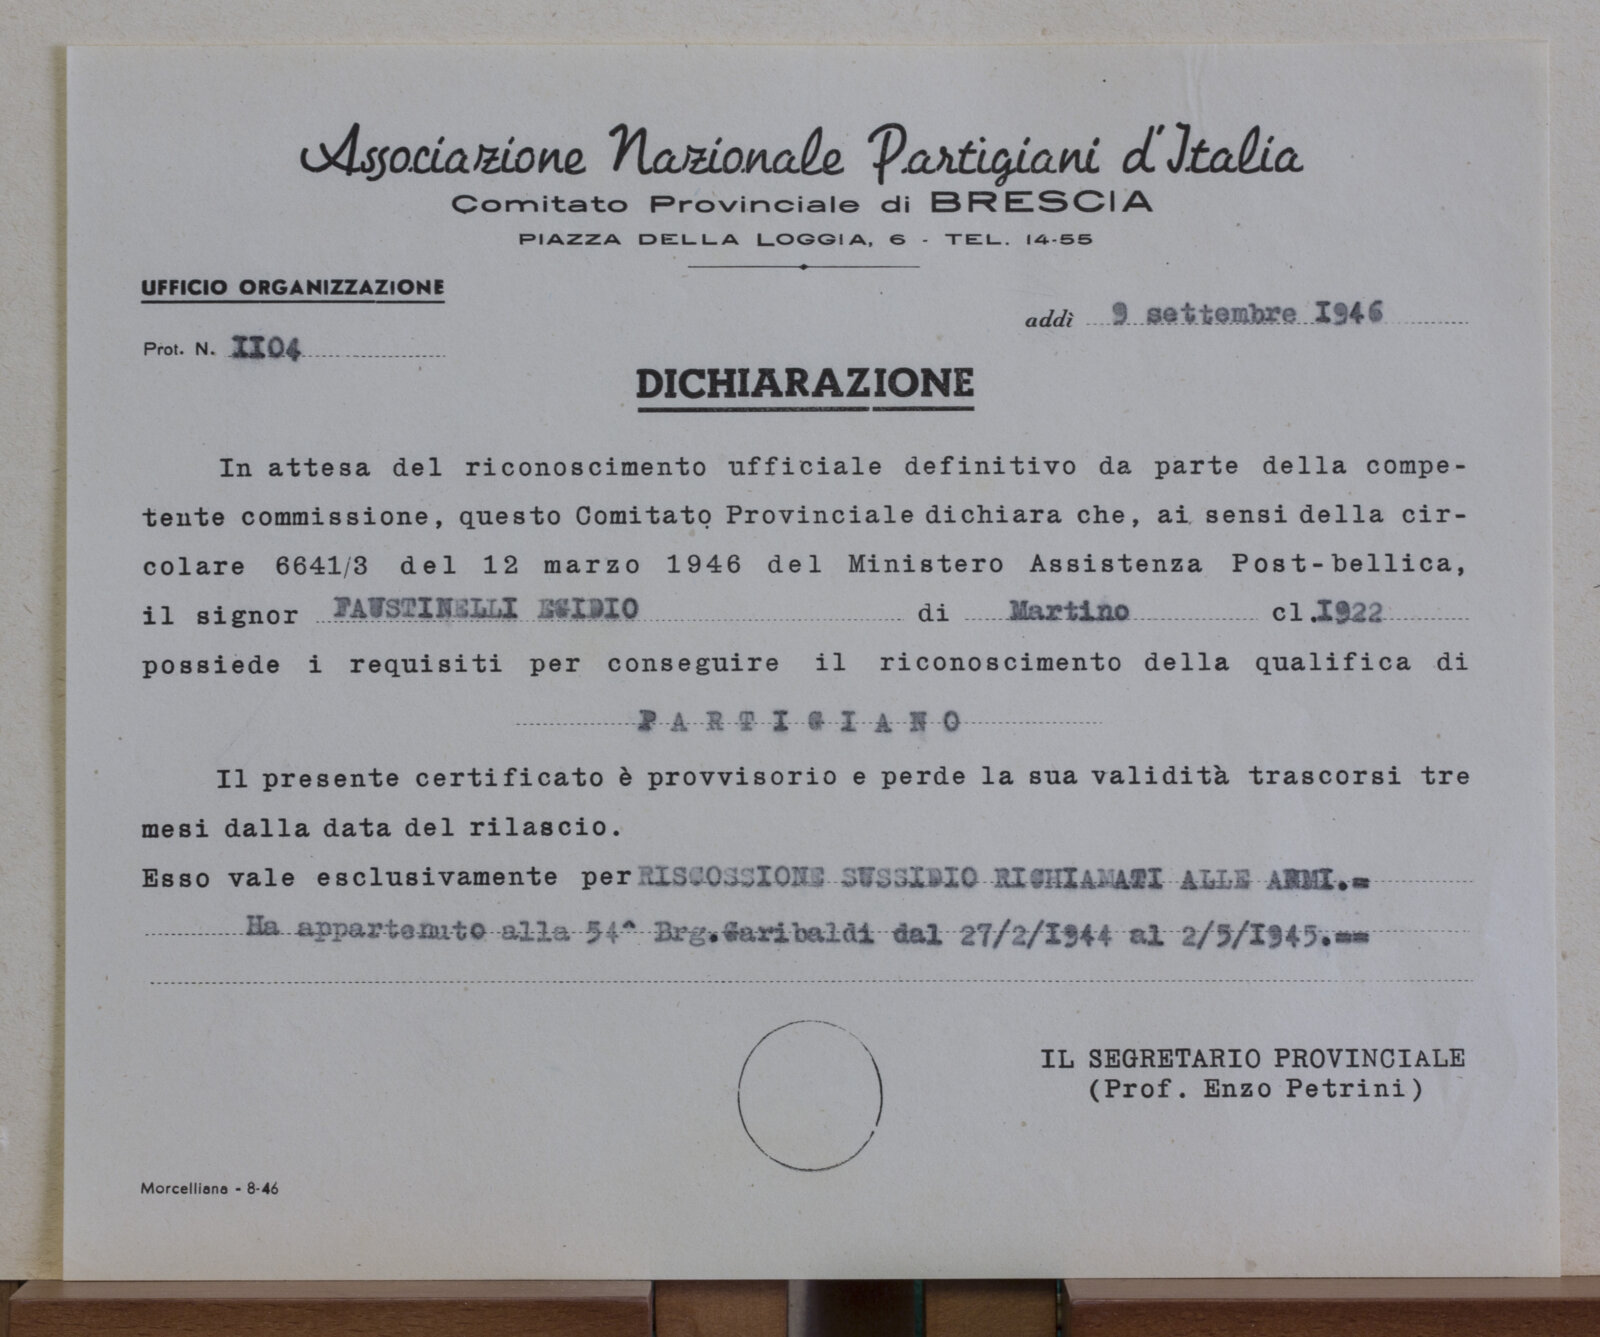 Associazione Nazionale Partigiani d'Italia
Comitato Provinciale di BRESCIA
PIAZZA DELLA LOGGIA, 6 - TEL. 14-55
UFFICIO ORGANIZZAZIONE
addì 9 settembre I946
Prot. N. II04
DICHIARAZIONE
In attesa del riconoscimento ufficiale definitivo da parte della compe-
tente commissione, questo Comitato Provinciale dichiara che, ai sensi della cir-
colare 6641/3 del 12 marzo 1946 del Ministero Assistenza Post-bellica,
il signor FAUSTINELLI EGIDIO di Martino cl.I922
possiede i requisiti per conseguire il riconoscimento della qualifica di
P A R T I G I A N O
Il presente certificato è provvisorio e perde la sua validità trascorsi tre
mesi dalla data del rilascio.
Esso vale esclusivamente per RISCOSSIONE SUSSIDIO RICHIAMATI ALLE ARMI.=
Ha appartenuto alla 54^ Brg.Garibaldi dal 27/2/I944 al 2/5/I945.==
IL SEGRETARIO PROVINCIALE
(Prof. Enzo Petrini)
Morcelliana - 8-46